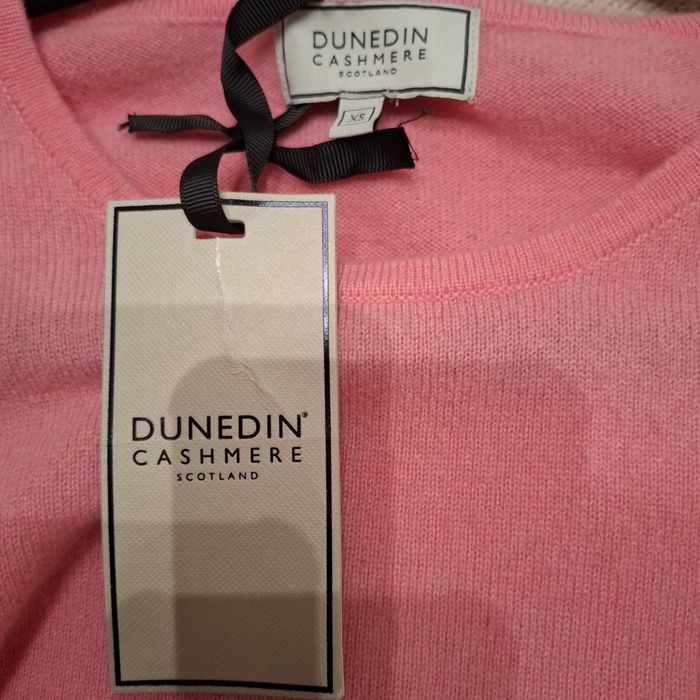 DUNEDIN
CASHMERE
SCOTLAND
XS
DUNEDIN®
CASHMERE
SCOTLAND